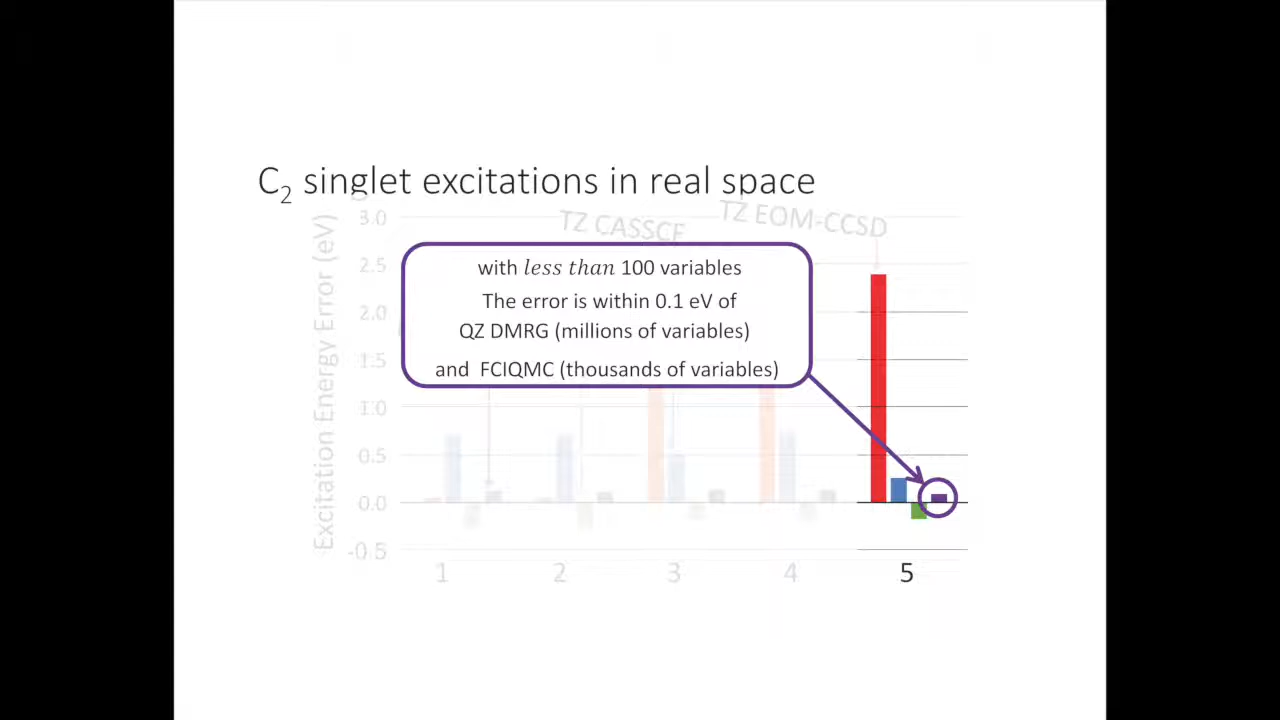 C₂ singlet excitations in real space
TZ CASSCF
TZ EOM-CCSD
Excitation Energy Error (eV)
3.0
2.5
2.0
1.5
1.0
0.5
0.0
-0.5
with less than 100 variables
The error is within 0.1 eV of
QZ DMRG (millions of variables)
and FCIQMC (thousands of variables)
1 2 3 4 5